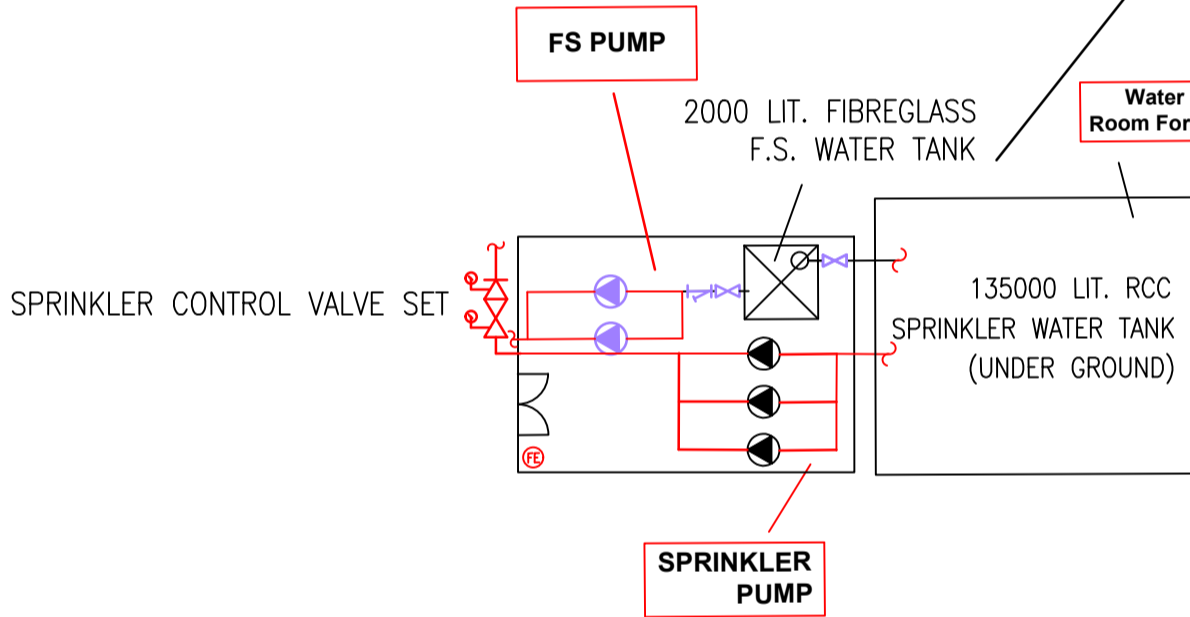 FS PUMP
2000 LIT. FIBREGLASS
F.S. WATER TANK
Water
Room For
SPRINKLER CONTROL VALVE SET
135000 LIT. RCC
SPRINKLER WATER TANK
(UNDER GROUND)
FE
SPRINKLER
PUMP